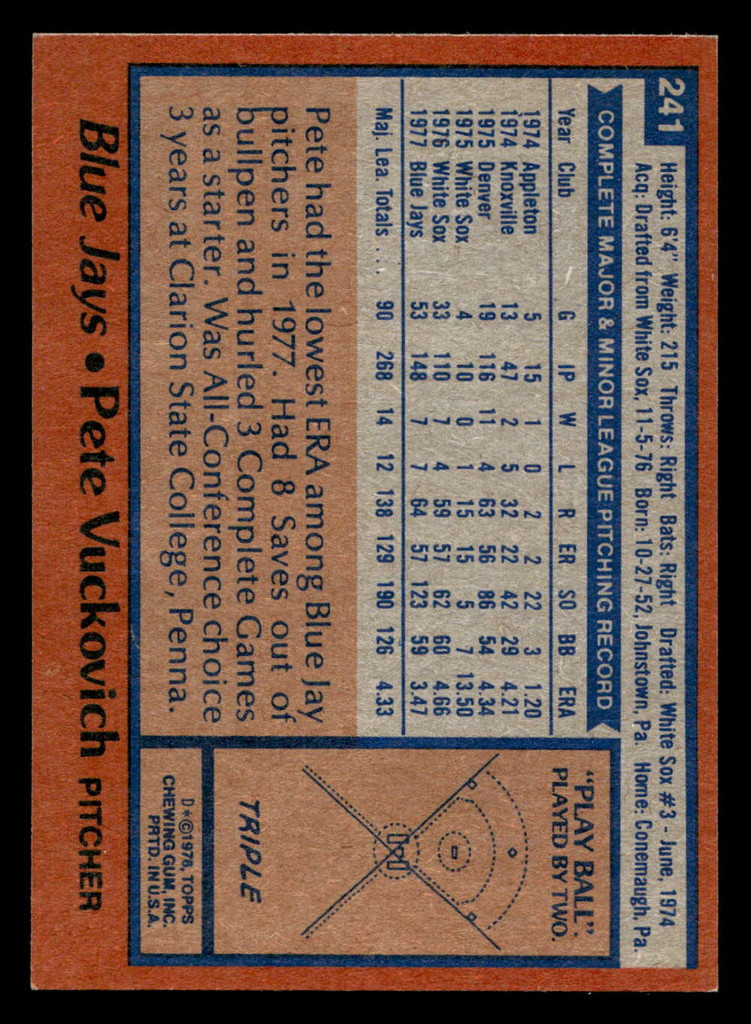 241
Height: 6'4" Weight: 215 Throws: Right Bats: Right Drafted: White Sox #3 - June, 1974
Acq: Drafted from White Sox, 11-5-76 Born: 10-27-52, Johnstown, Pa. Home: Conemaugh, Pa.
COMPLETE MAJOR & MINOR LEAGUE PITCHING RECORD
Year Club G IP W L R ER SO BB ERA
1974 Appleton 5 15 1 0 2 2 22 3 1.20
1974 Knoxville 13 47 2 5 32 22 42 29 4.21
1975 Denver 19 116 11 4 63 56 86 54 4.34
1975 White Sox 4 10 0 1 15 15 5 7 13.50
1976 White Sox 33 110 7 4 59 57 62 60 4.66
1977 Blue Jays 53 148 7 7 64 57 123 59 3.47
Maj. Lea. Totals . . . 90 268 14 12 138 129 190 126 4.33
Pete had the lowest ERA among Blue Jay
pitchers in 1977. Had 8 Saves out of
bullpen and hurled 3 Complete Games
as a starter. Was All-Conference choice
3 years at Clarion State College, Penna.
"PLAY BALL".
PLAYED BY TWO.
TRIPLE
D*©1978, TOPPS
CHEWING GUM, INC.
PRTD. IN U.S.A.
Blue Jays • Pete Vuckovich PITCHER